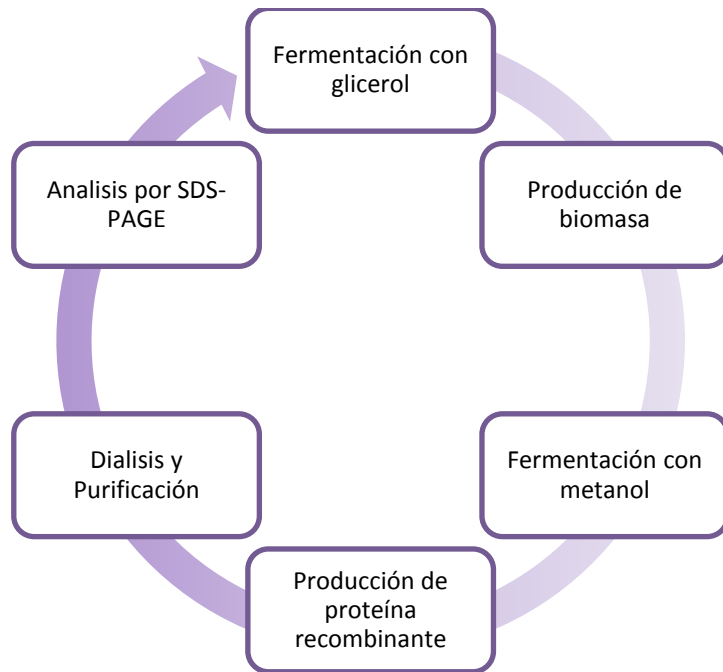 Fermentación con
glicerol
Producción de
biomasa
Fermentación con
metanol
Producción de
proteína
recombinante
Dialisis y
Purificación
Analisis por SDS-
PAGE